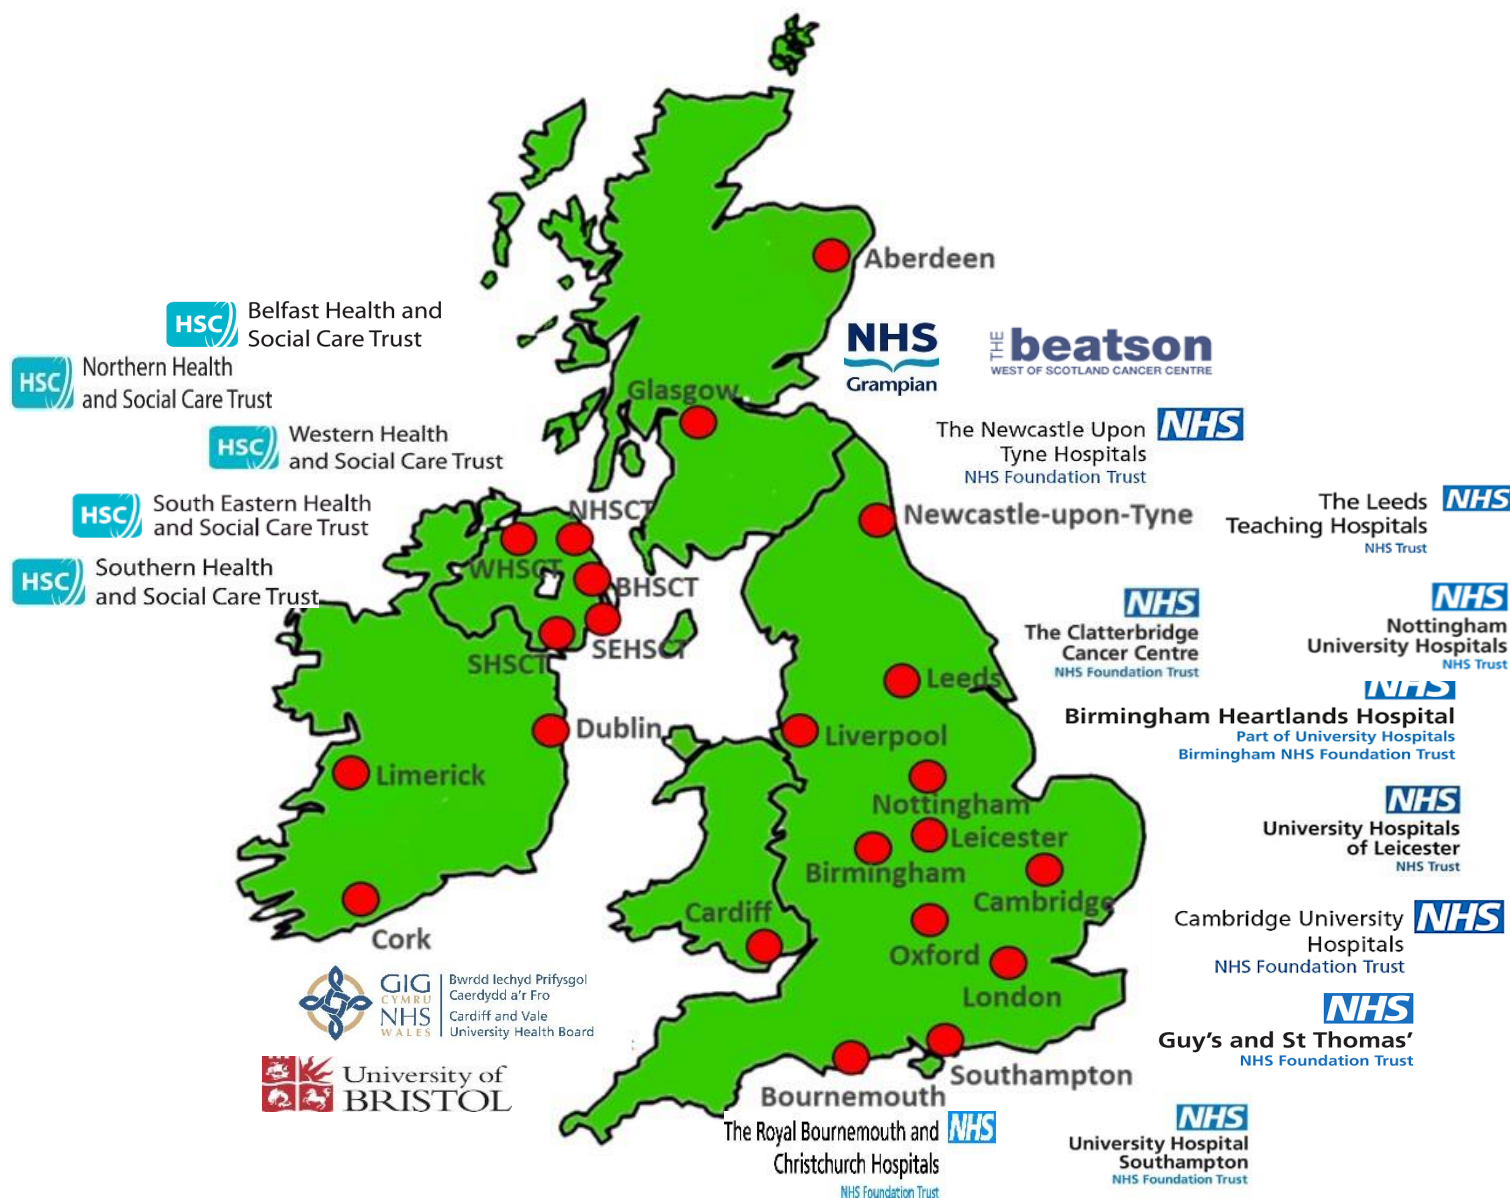 Aberdeen
HSC
Belfast Health and
Social Care Trust
NHS
Grampian
THE beatson
WEST OF SCOTLAND CANCER CENTRE
HSC
Northern Health
and Social Care Trust
Glasgow
The Newcastle Upon
Tyne Hospitals
NHS Foundation Trust
NHS
HSC
Western Health
and Social Care Trust
HSC
South Eastern Health
and Social Care Trust
NHSCT
Newcastle-upon-Tyne
The Leeds
Teaching Hospitals
NHS Trust
NHS
HSC
Southern Health
and Social Care Trust
WHSCT
BHSCT
SEHSCT
SHSCT
NHS
The Clatterbridge
Cancer Centre
NHS Foundation Trust
NHS
Nottingham
University Hospitals
NHS Trust
Leeds
NHS
Birmingham Heartlands Hospital
Part of University Hospitals
Birmingham NHS Foundation Trust
Dublin
Liverpool
Limerick
Nottingham
Leicester
Birmingham
Cambridge
NHS
University Hospitals
of Leicester
NHS Trust
Cardiff
Cork
Oxford
London
Cambridge University
Hospitals
NHS Foundation Trust
NHS
GIG
CYMRU
NHS
WALES
Bwrdd Iechyd Prifysgol
Caerdydd a'r Fro
Cardiff and Vale
University Health Board
NHS
Guy's and St Thomas'
NHS Foundation Trust
University of
BRISTOL
Southampton
Bournemouth
The Royal Bournemouth and
Christchurch Hospitals
NHS Foundation Trust
NHS
NHS
University Hospital
Southampton
NHS Foundation Trust